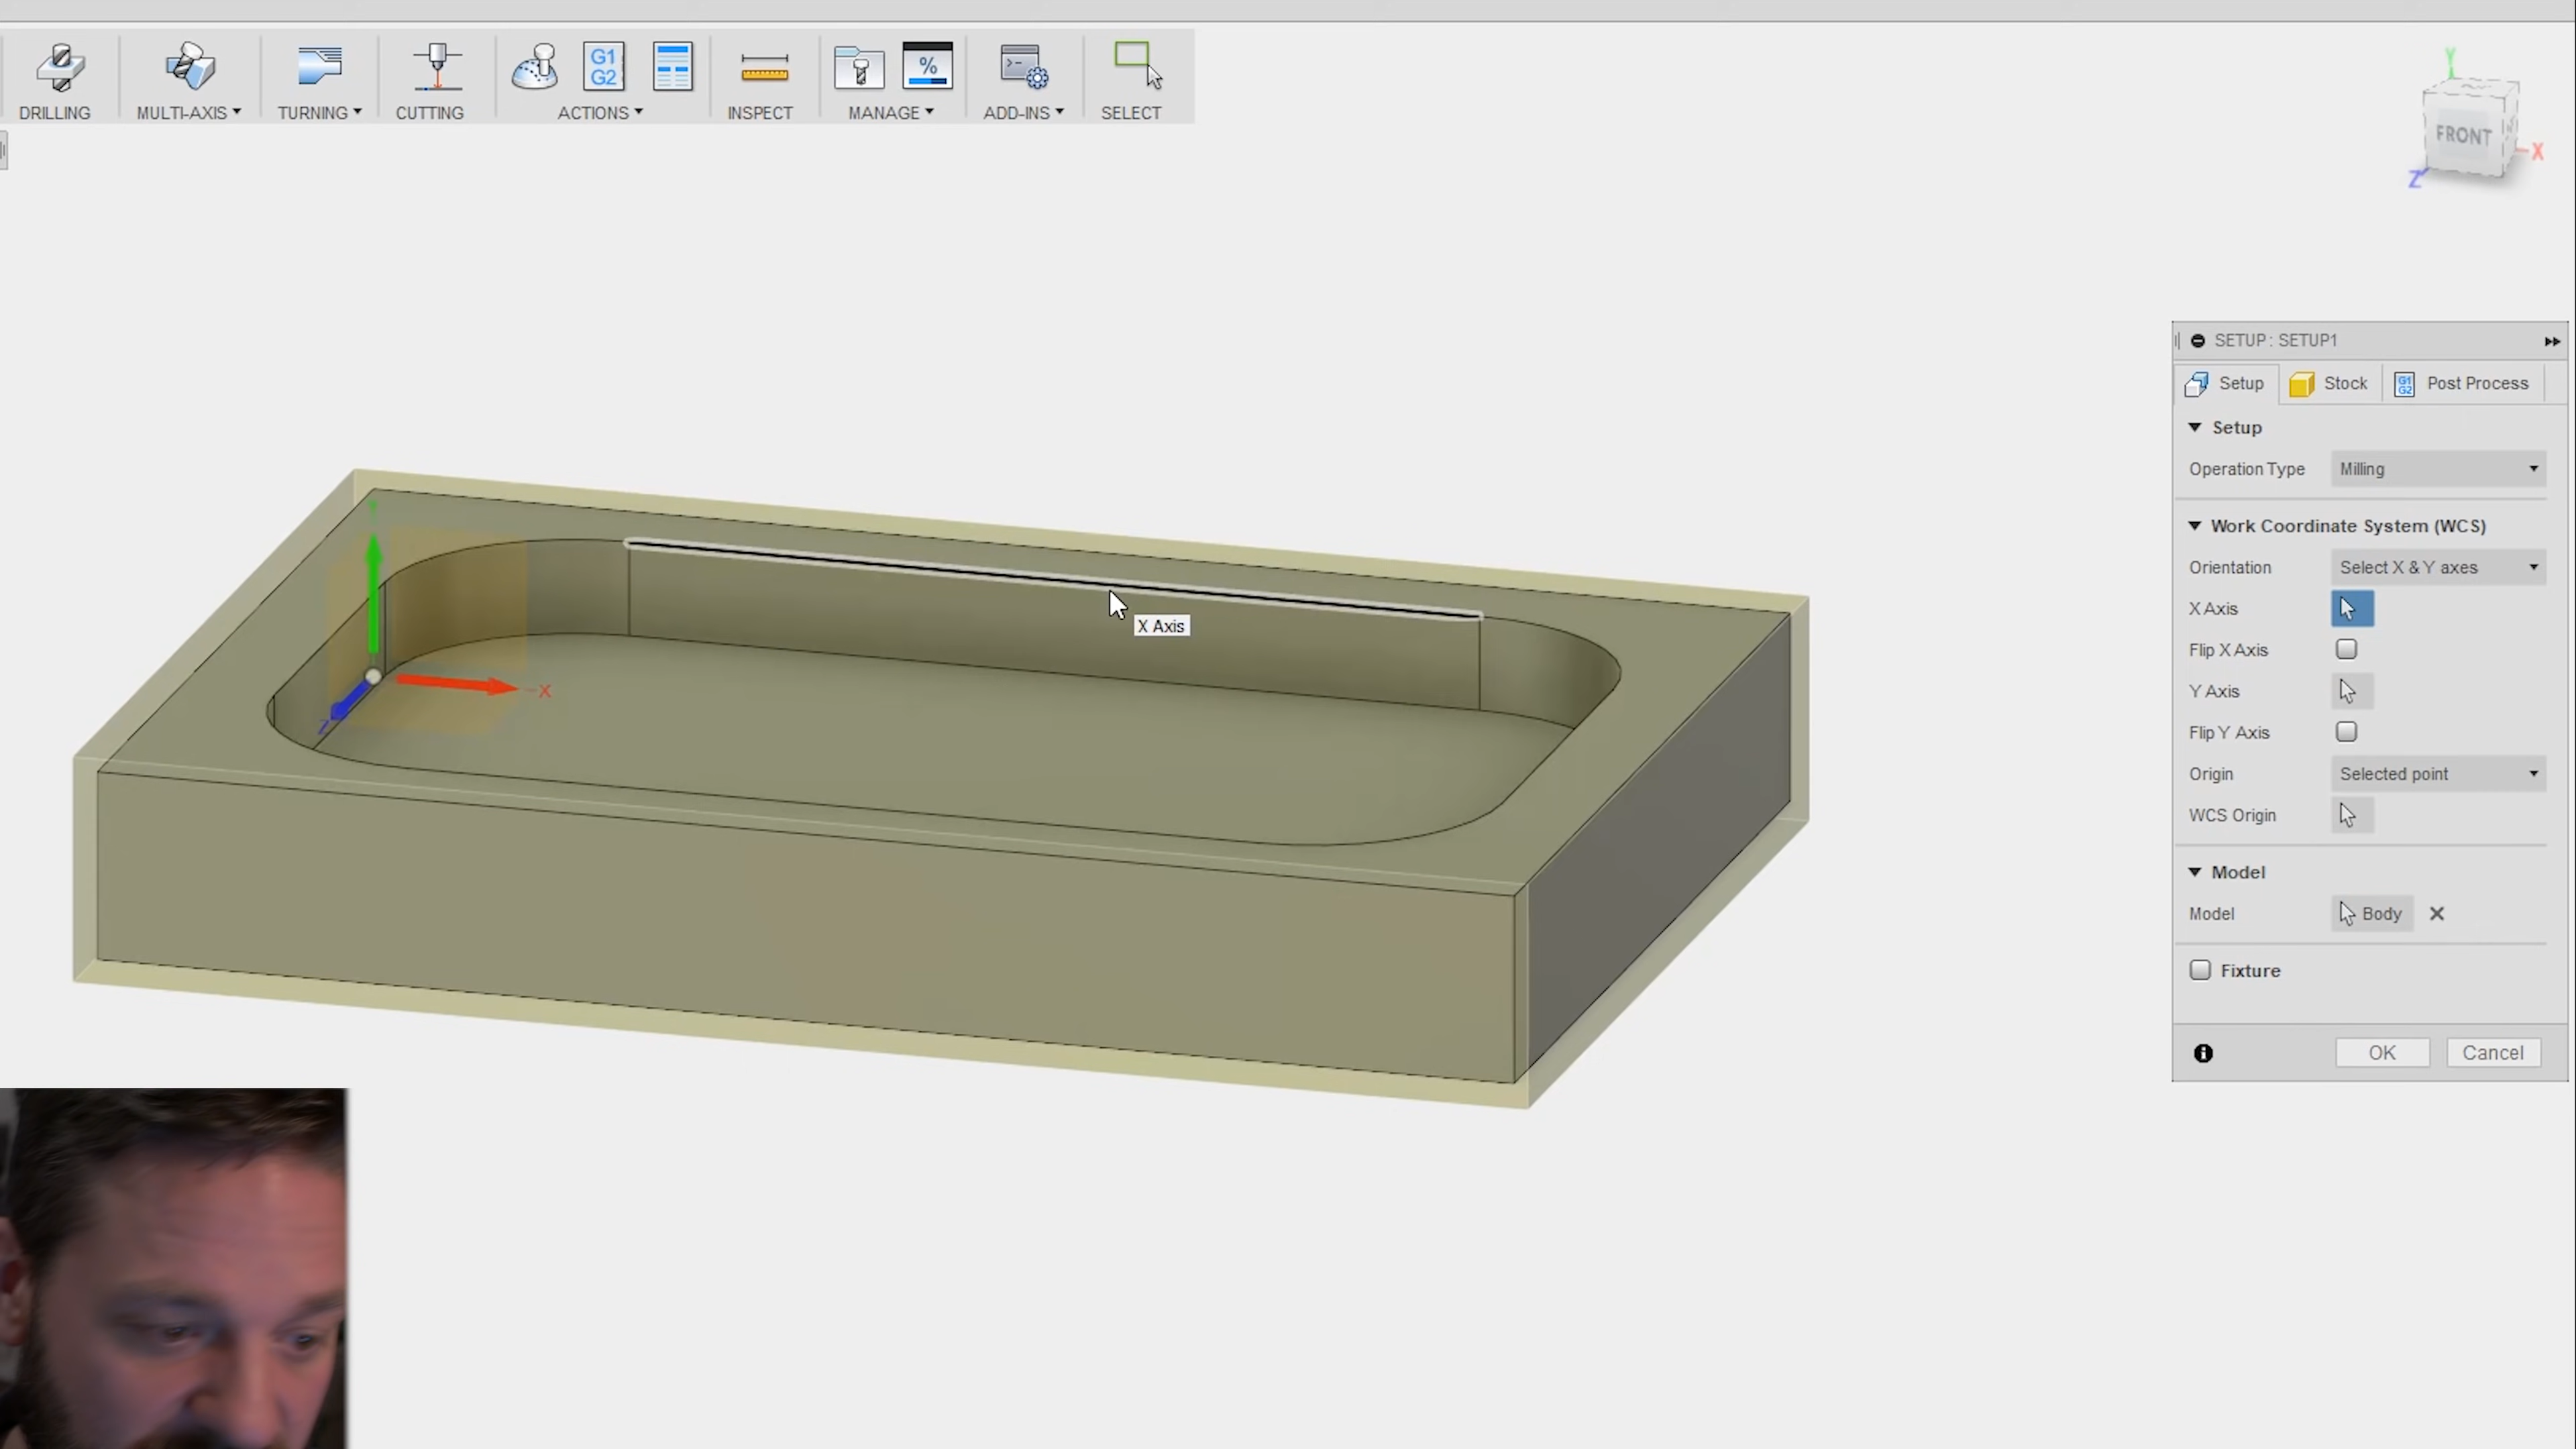 DRILLING
MULTI-AXIS
TURNING
CUTTING
G1
G2
ACTIONS
INSPECT
%
MANAGE
ADD-INS
SELECT
Y
FRONT
X
Z
SETUP : SETUP1
Setup
Stock
G1
G2
Post Process
Setup
Operation Type
Milling
Work Coordinate System (WCS)
Orientation
Select X & Y axes
X Axis
Flip X Axis
Y Axis
Flip Y Axis
Origin
Selected point
WCS Origin
Model
Model
Body
Fixture
OK
Cancel
X Axis
X
Z